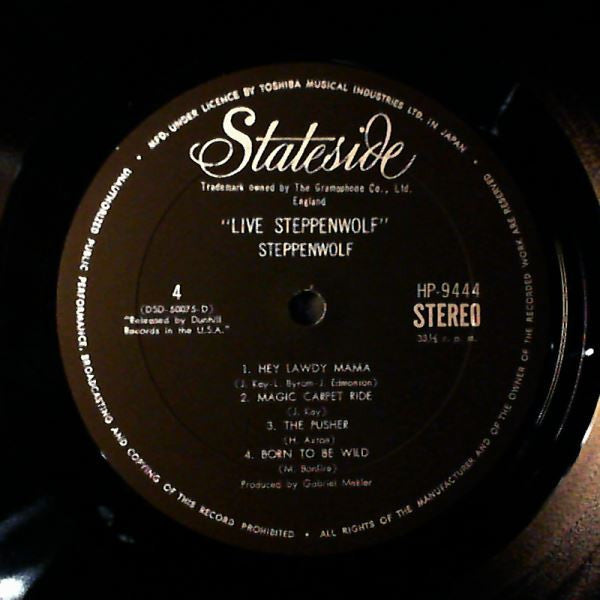 MFD. UNDER LICENCE BY TOSHIBA MUSICAL INDUSTRIES LTD. IN JAPAN
Stateside
Trademark owned by The Gramophone Co., Ltd.
England
"LIVE STEPPENWOLF"
STEPPENWOLF
4
(DSD-50075-D)
"Released by Dunhill
Records in the U.S.A."
HP-9444
STEREO
33⅓ r. p. m.
1. HEY LAWDY MAMA
(J. Kay-L. Byrom-J. Edmonson)
2. MAGIC CARPET RIDE
(J. Kay)
3. THE PUSHER
(H. Axton)
4. BORN TO BE WILD
(M. Bonfire)
Produced by Gabriel Mekler
UNAUTHORIZED PUBLIC PERFORMANCE, BROADCASTING AND COPYING OF THIS RECORD PROHIBITED • ALL RIGHTS OF THE MANUFACTURER AND OF THE OWNER OF THE RECORDED WORK ARE RESERVED